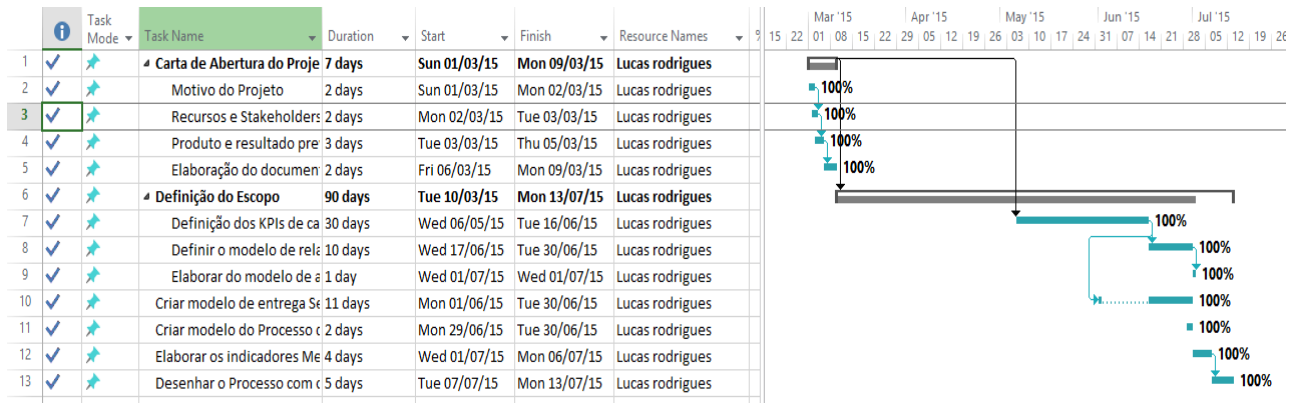 Task Mode Task Name Duration Start Finish Resource Names
Mar '15 Apr '15 May '15 Jun '15 Jul '15
15 22 01 08 15 22 29 05 12 19 26 03 10 17 24 31 07 14 21 28 05 12 19 26
1 Carta de Abertura do Proje 7 days Sun 01/03/15 Mon 09/03/15 Lucas rodrigues
2 Motivo do Projeto 2 days Sun 01/03/15 Mon 02/03/15 Lucas rodrigues 100%
3 Recursos e Stakeholders 2 days Mon 02/03/15 Tue 03/03/15 Lucas rodrigues 100%
4 Produto e resultado pre 3 days Tue 03/03/15 Thu 05/03/15 Lucas rodrigues 100%
5 Elaboração do documen 2 days Fri 06/03/15 Mon 09/03/15 Lucas rodrigues 100%
6 Definição do Escopo 90 days Tue 10/03/15 Mon 13/07/15 Lucas rodrigues
7 Definição dos KPIs de ca 30 days Wed 06/05/15 Tue 16/06/15 Lucas rodrigues 100%
8 Definir o modelo de rela 10 days Wed 17/06/15 Tue 30/06/15 Lucas rodrigues 100%
9 Elaborar do modelo de a 1 day Wed 01/07/15 Wed 01/07/15 Lucas rodrigues 100%
10 Criar modelo de entrega Se 11 days Mon 01/06/15 Tue 30/06/15 Lucas rodrigues 100%
11 Criar modelo do Processo 2 days Mon 29/06/15 Tue 30/06/15 Lucas rodrigues 100%
12 Elaborar os indicadores Me 4 days Wed 01/07/15 Mon 06/07/15 Lucas rodrigues 100%
13 Desenhar o Processo com 5 days Tue 07/07/15 Mon 13/07/15 Lucas rodrigues 100%